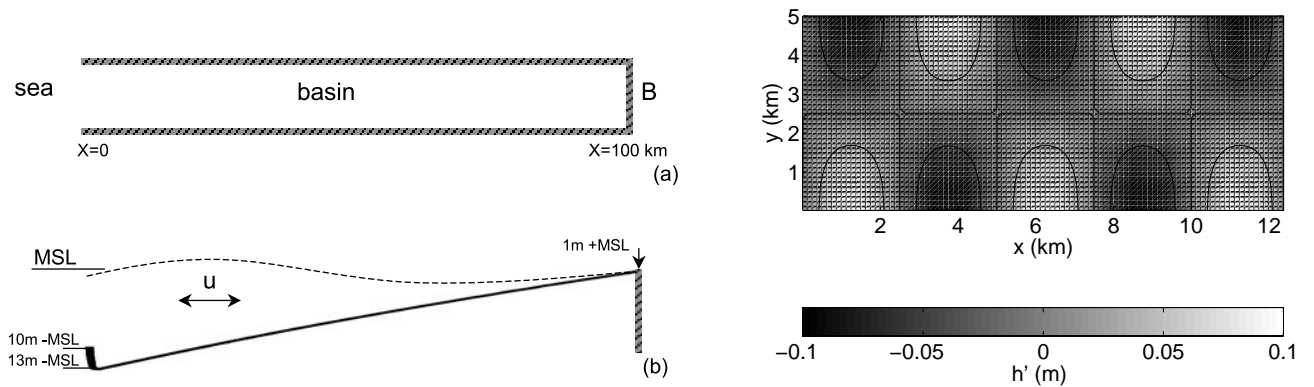 sea
basin
B
X=0
X=100 km
(a)
MSL
1m +MSL
u
10m -MSL
13m -MSL
(b)
5
4
3
2
1
y (km)
2 4 6 8 10 12
x (km)
−0.1 −0.05 0 0.05 0.1
h' (m)